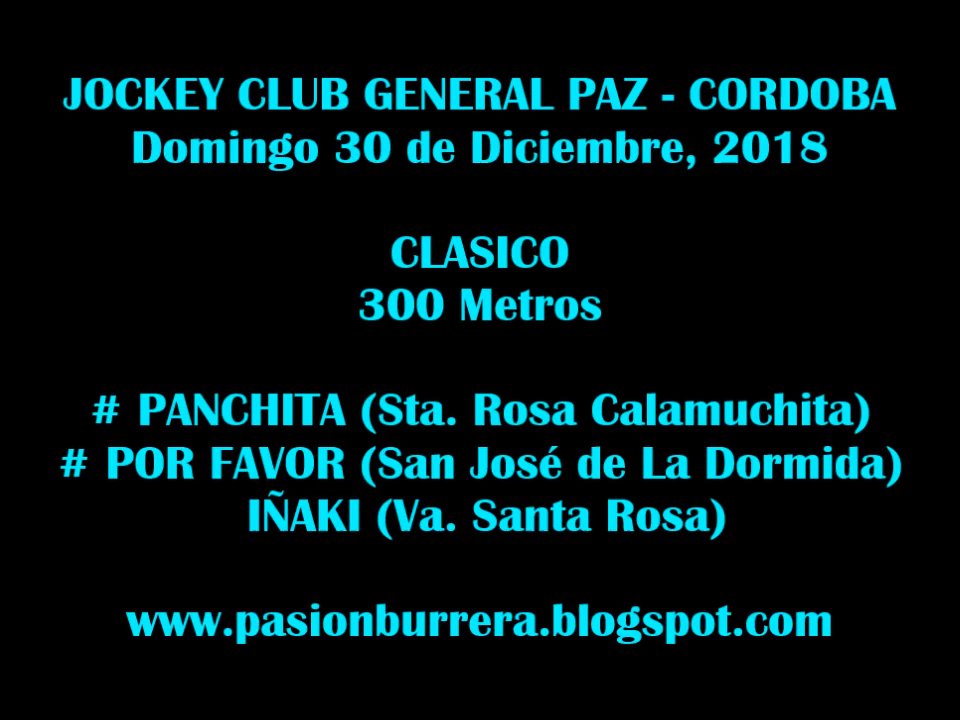 JOCKEY CLUB GENERAL PAZ - CORDOBA
Domingo 30 de Diciembre, 2018
CLASICO
300 Metros
# PANCHITA (Sta. Rosa Calamuchita)
# POR FAVOR (San José de La Dormida)
IÑAKI (Va. Santa Rosa)
www.pasionburrera.blogspot.com